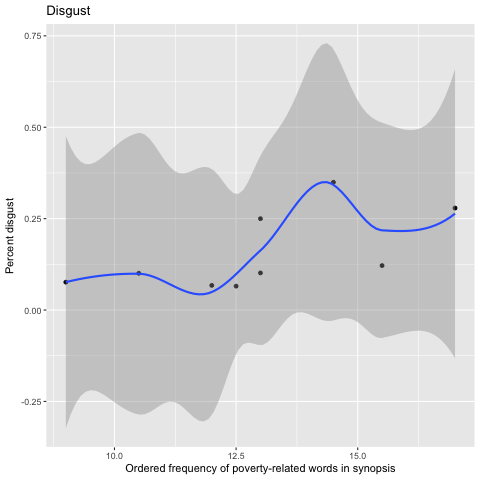 Disgust
0.75
0.50
0.25
0.00
-0.25
Percent disgust
10.0 12.5 15.0
Ordered frequency of poverty-related words in synopsis